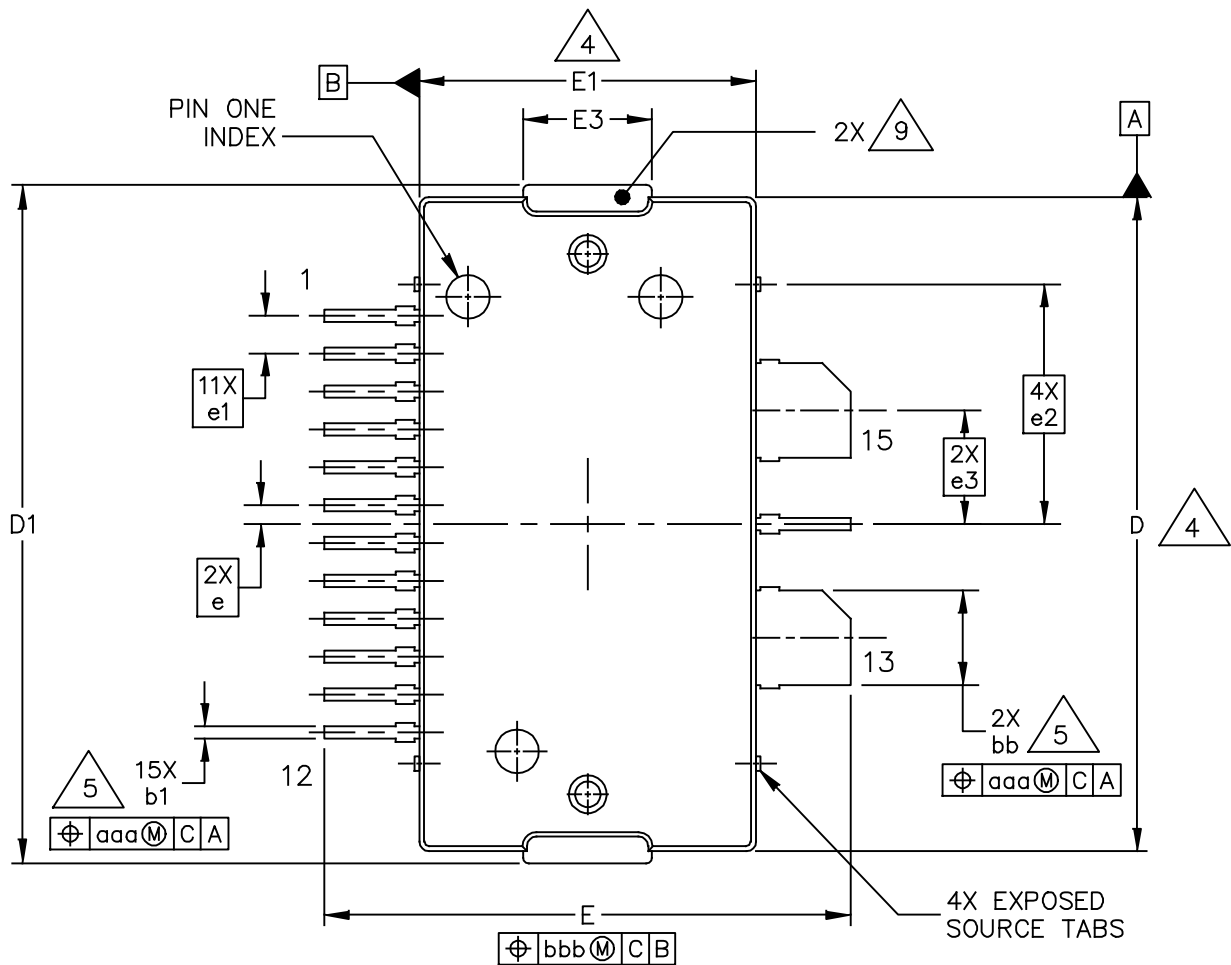 4
B
E1
PIN ONE
INDEX
E3
2X 9
A
1
11X
e1
4X
e2
15
2X
e3
D1
D 4
2X
e
13
2X
bb 5
aaa Ⓜ C A
5 15X
b1
12
aaa Ⓜ C A
E
bbb Ⓜ C B
4X EXPOSED
SOURCE TABS